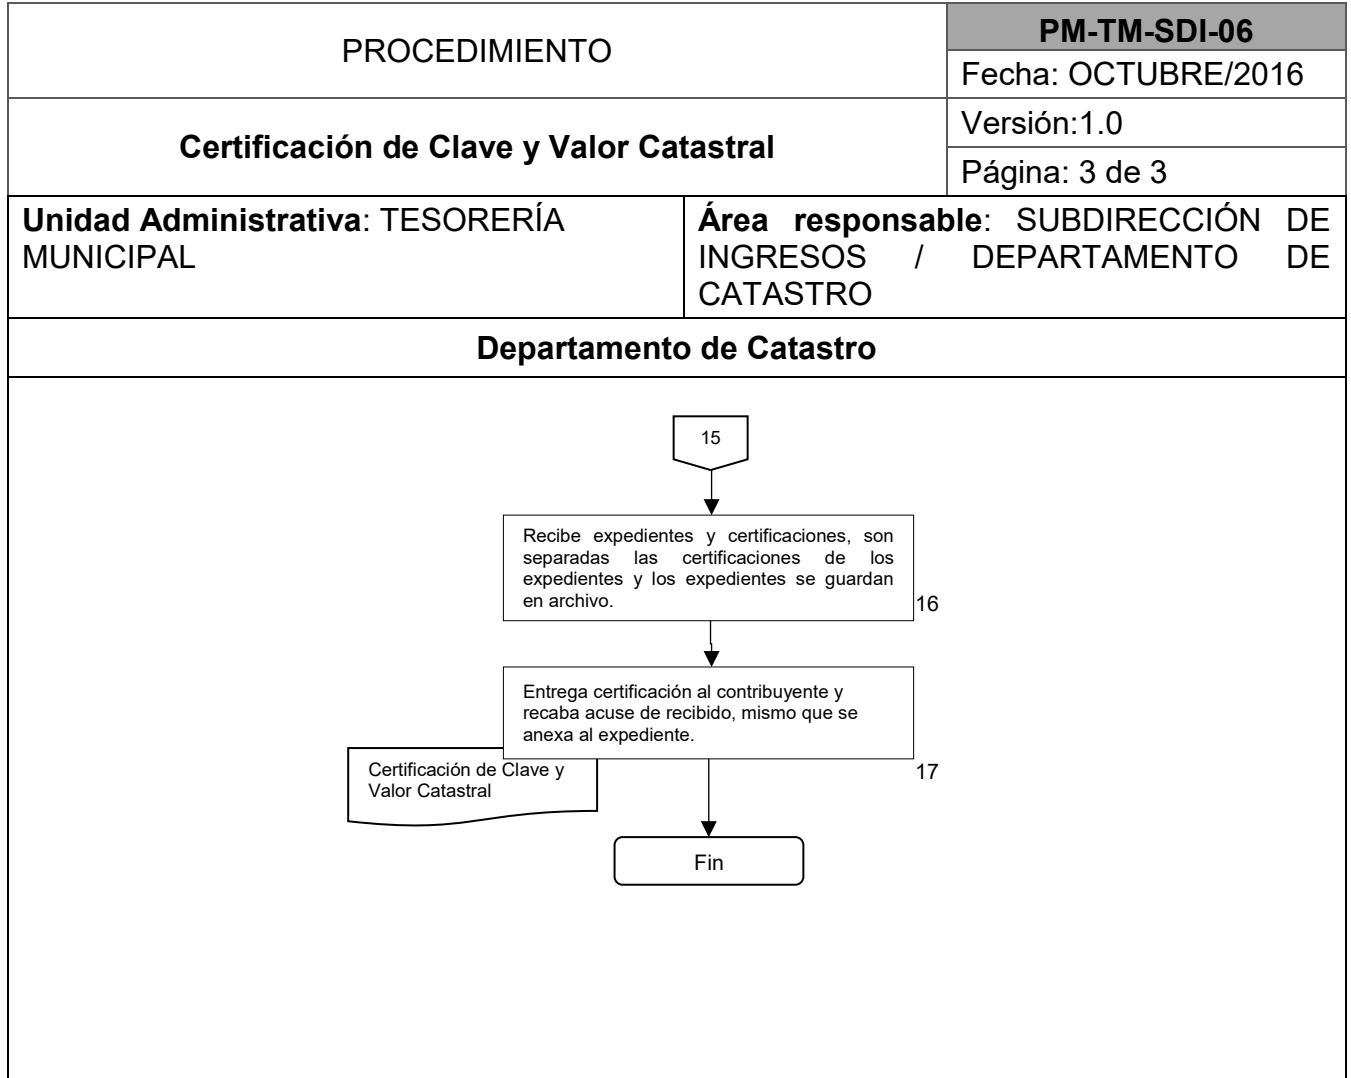 PROCEDIMIENTO
PM-TM-SDI-06
Fecha: OCTUBRE/2016
Certificación de Clave y Valor Catastral
Versión:1.0
Página: 3 de 3
Unidad Administrativa: TESORERÍA
MUNICIPAL
Área responsable: SUBDIRECCIÓN DE
INGRESOS / DEPARTAMENTO DE
CATASTRO
Departamento de Catastro
15
Recibe expedientes y certificaciones, son
separadas las certificaciones de los
expedientes y los expedientes se guardan
en archivo.
16
Entrega certificación al contribuyente y
recaba acuse de recibido, mismo que se
anexa al expediente.
17
Certificación de Clave y
Valor Catastral
Fin